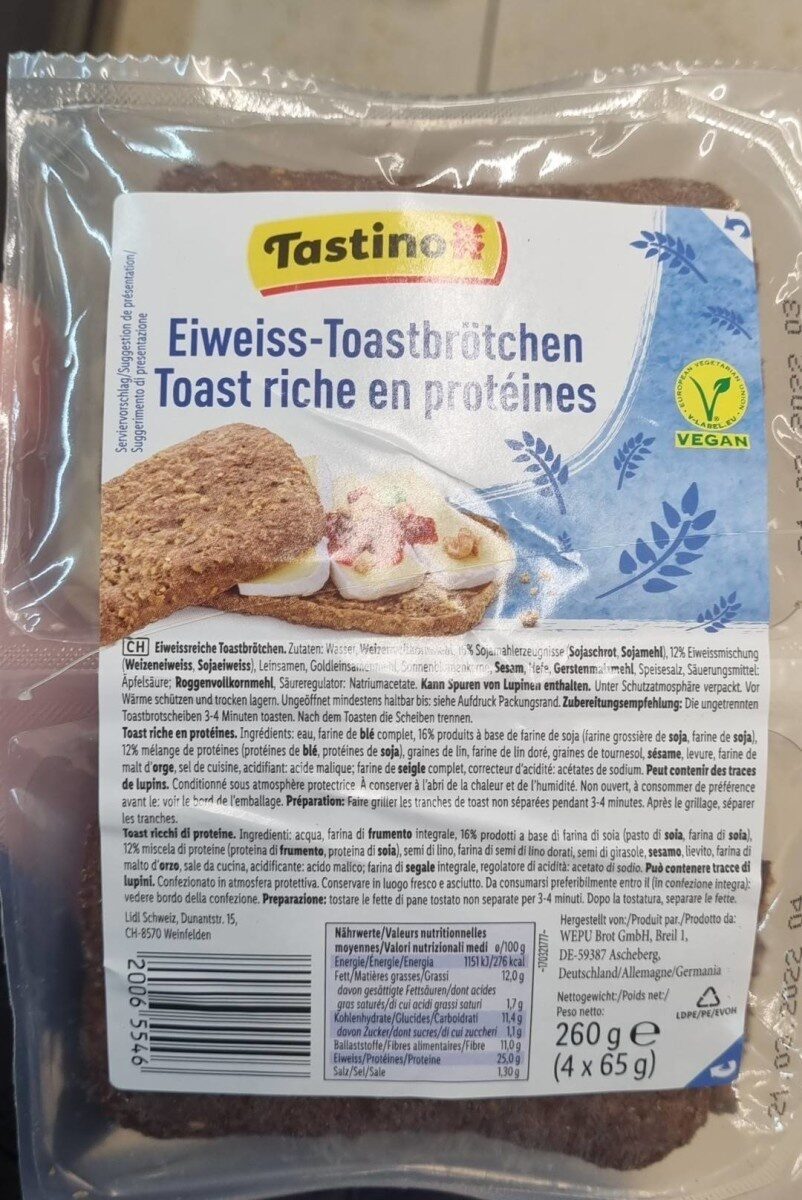 Tastino
Eiweiss-Toastbrötchen
Toast riche en protéines
Serviervorschlag/Suggestion de présentation/
Suggerimento di presentazione
EUROPEAN VEGETARIAN UNION
V-LABEL.EU
VEGAN
CH Eiweissreiche Toastbrötchen. Zutaten: Wasser, Sojamahlerzeugnisse (Sojaschrot, Sojamehl), 12% Eiweissmischung
(Weizeneiweiss, Sojaeiweiss), Leinsamen, Sesam, Hefe, Gerstenmalzmehl, Speisesalz, Säuerungsmittel:
Äpfelsäure; Roggenvollkornmehl, Säureregulator: Natriumacetate. Kann Spuren von Lupinen enthalten. Unter Schutzatmosphäre verpackt. Vor
Wärme schützen und trocken lagern. Ungeöffnet mindestens haltbar bis: siehe Aufdruck Packungsrand. Zubereitungsempfehlung: Die ungetrennten
Toastbrotscheiben 3-4 Minuten toasten. Nach dem Toasten die Scheiben trennen.
Toast riche en protéines. Ingrédients: eau, farine de blé complet, 16% produits à base de farine de soja (farine grossière de soja, farine de soja),
12% mélange de protéines (protéines de blé, protéines de soja), graines de lin, farine de lin doré, graines de tournesol, sésame, levure, farine de
malt d'orge, sel de cuisine, acidifiant: acide malique; farine de seigle complet, correcteur d'acidité: acétates de sodium. Peut contenir des traces
de lupins. Conditionné sous atmosphère protectrice. À conserver à l'abri de la chaleur et de l'humidité. Non ouvert, à consommer de préférence
avant le: voir le bord de l'emballage. Préparation: Faire griller les tranches de toast non séparées pendant 3-4 minutes. Après le grillage, séparer
les tranches.
Toast ricchi di proteine. Ingredienti: acqua, farina di frumento integrale, 16% prodotti a base di farina di soia (pasto di soia, farina di soia),
12% miscela di proteine (proteina di frumento, proteina di soia), semi di lino, farina di semi di lino dorati, semi di girasole, sesamo, lievito, farina di
malto d'orzo, sale da cucina, acidificante: acido malico; farina di segale integrale, regolatore di acidità: acetato di sodio. Può contenere tracce di
lupini. Confezionato in atmosfera protettiva. Conservare in luogo fresco e asciutto. Da consumarsi preferibilmente entro il (in confezione integra):
vedere bordo della confezione. Preparazione: tostare le fette di pane tostato non separate per 3-4 minuti. Dopo la tostatura, separare le fette.
Lidl Schweiz, Dunantstr. 15,
CH-8570 Weinfelden
2006 5546
Nährwerte/Valeurs nutritionnelles
moyennes/Valori nutrizionali medi ø/100 g
Energie/Énergie/Energia 1151 kJ/276 kcal
Fett/Matières grasses/Grassi 12,0 g
davon gesättigte Fettsäuren/dont acides
gras saturés/di cui acidi grassi saturi 1,7 g
Kohlenhydrate/Glucides/Carboidrati 11,4 g
davon Zucker/dont sucres/di cui zuccheri 1,1 g
Ballaststoffe/Fibres alimentaires/Fibre 11,0 g
Eiweiss/Protéines/Proteine 25,0 g
Salz/Sel/Sale 1,30 g
-170321777-
Hergestellt von:/Produit par:/Prodotto da:
WEPU Brot GmbH, Breil 1,
DE-59387 Ascheberg,
Deutschland/Allemagne/Germania
Nettogewicht:/Poids net:/
Peso netto:
260 g e
(4 x 65 g)
LDPE/PE/EVOH
2022 03
2022 04